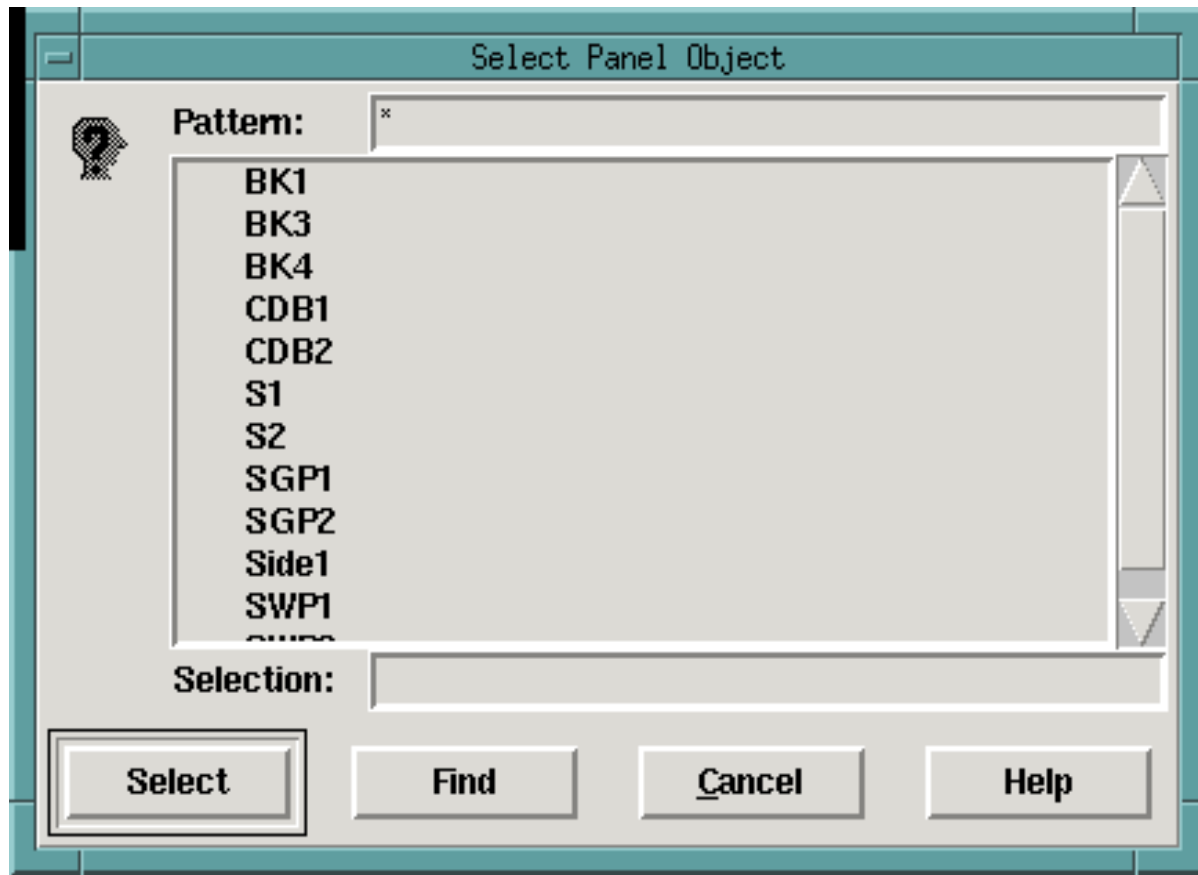 Select Panel Object
Pattern: *
BK1
BK3
BK4
CDB1
CDB2
S1
S2
SGP1
SGP2
Side1
SWP1
Selection:
Select Find Cancel Help